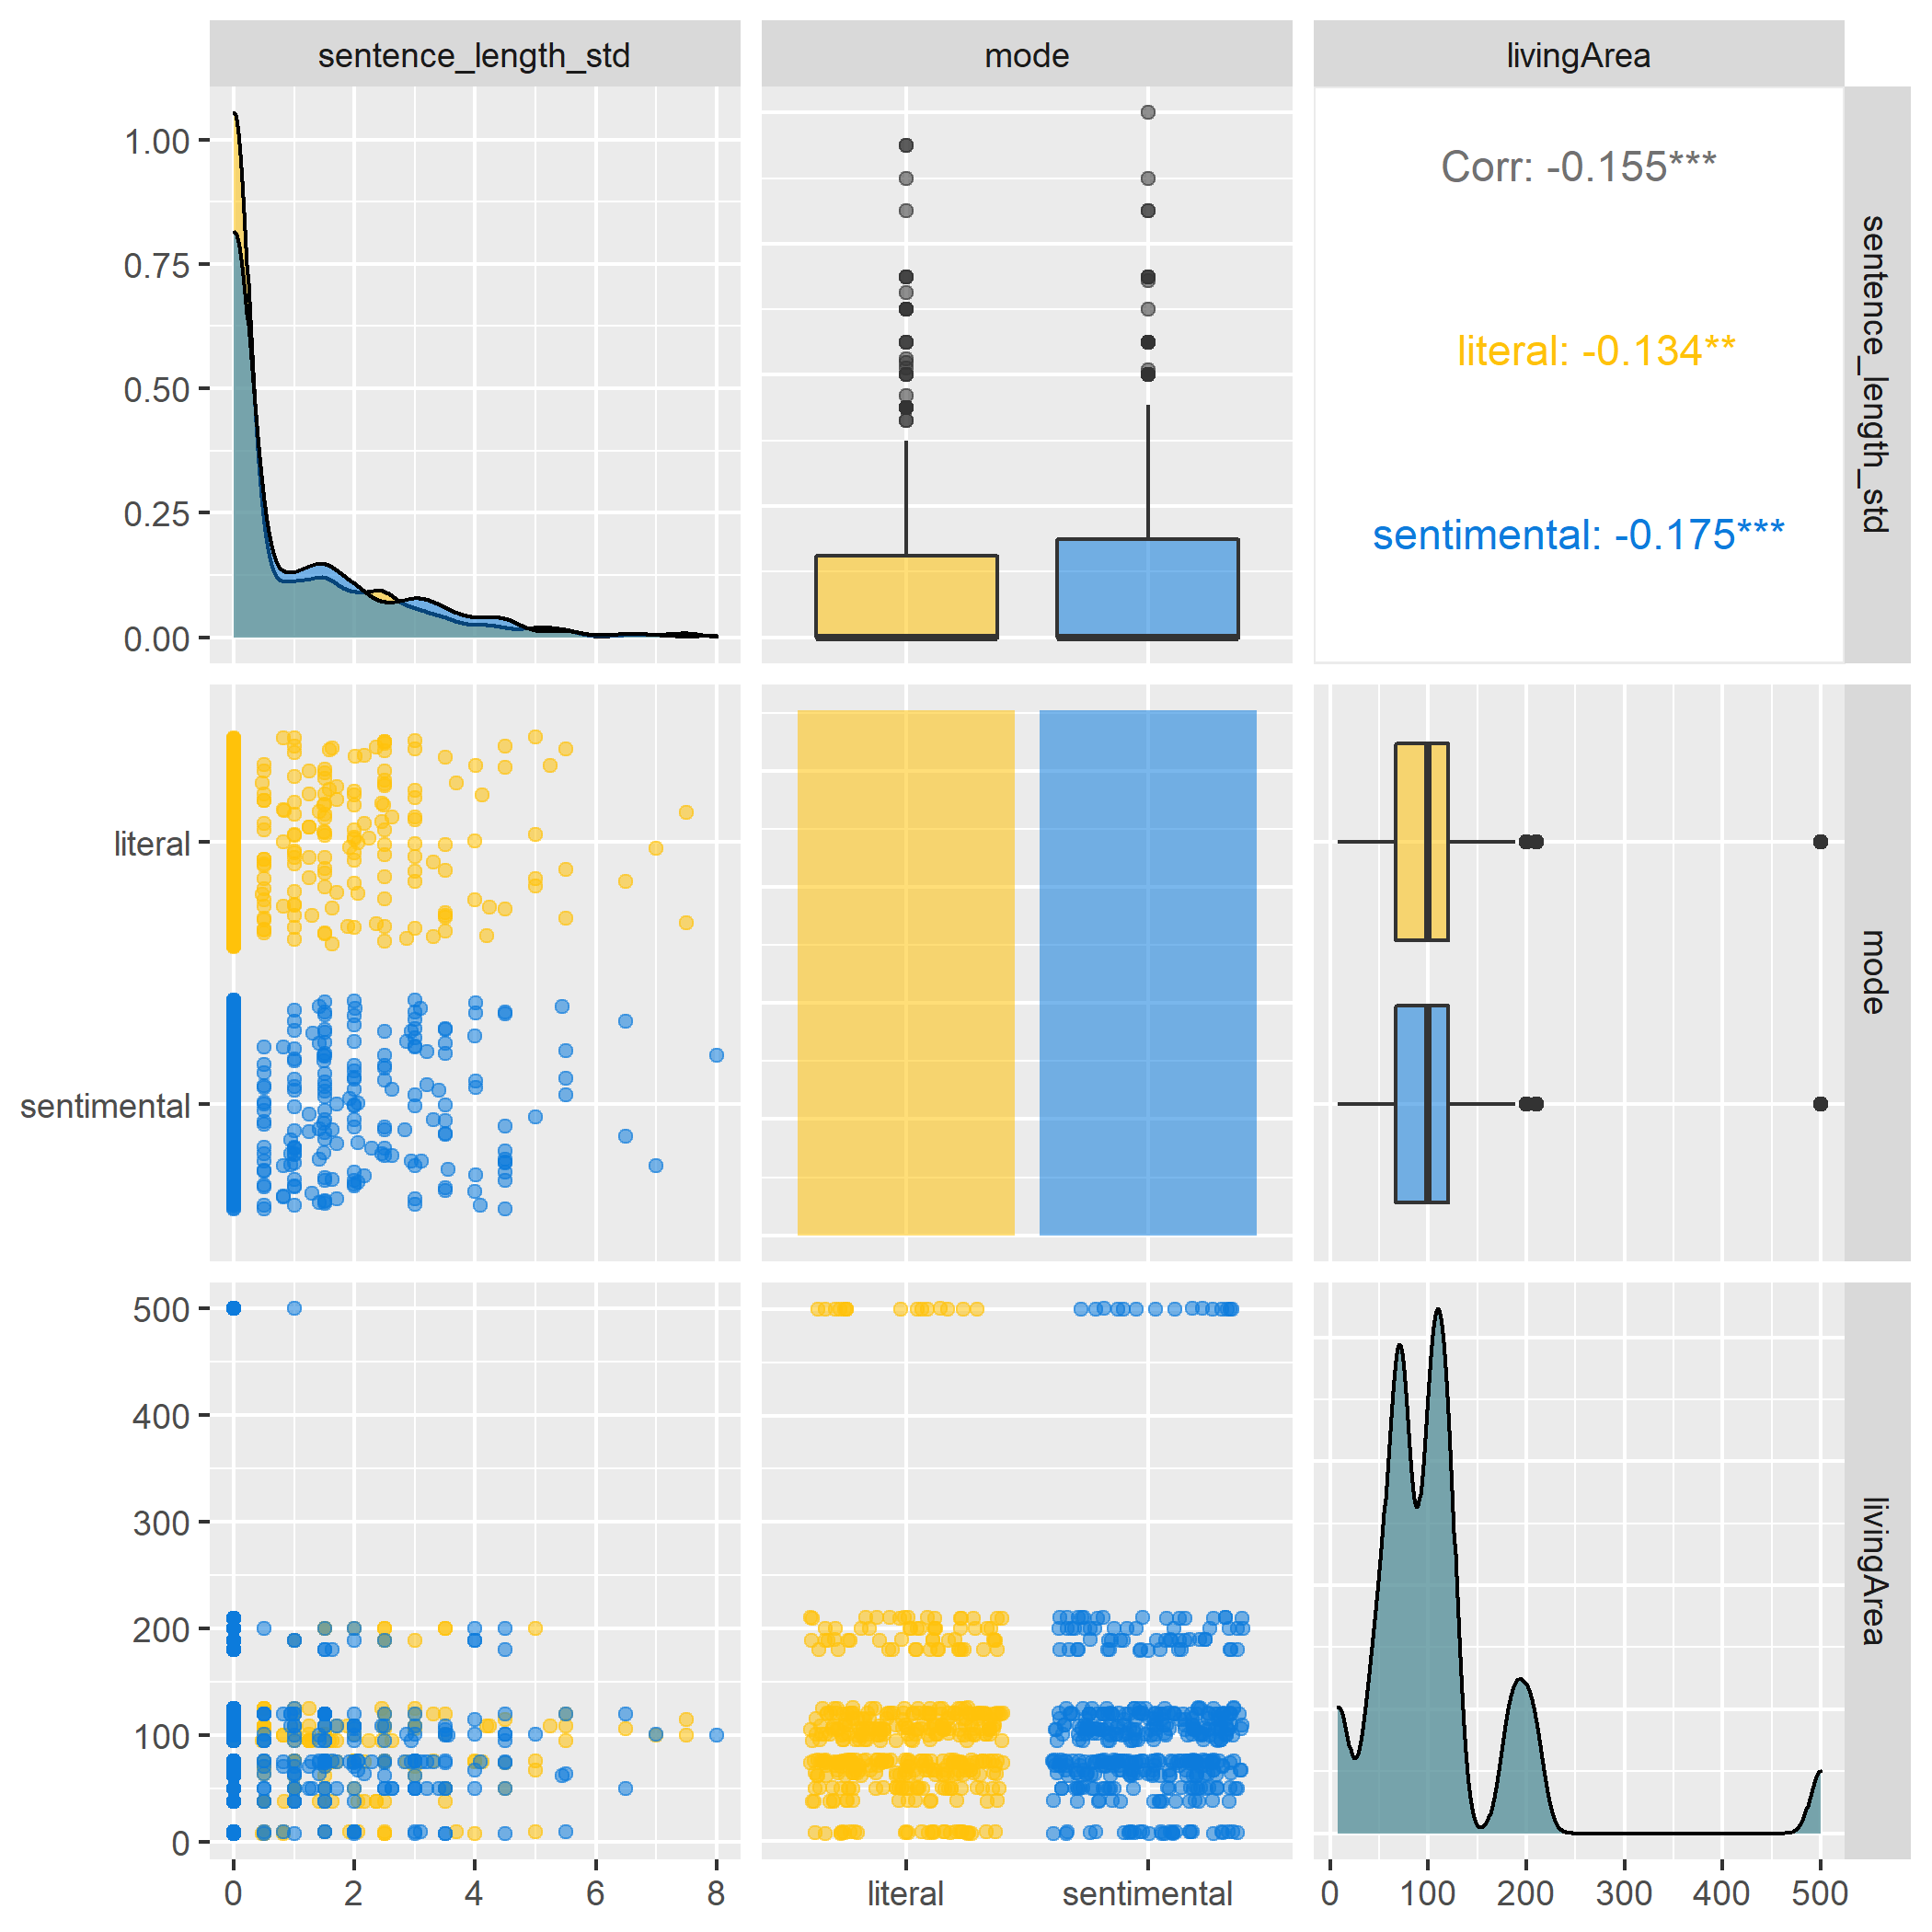 sentence_length_std
mode
livingArea
1.00
0.75
0.50
0.25
0.00
Corr: -0.155***
literal: -0.134**
sentimental: -0.175***
sentence_length_std
literal
sentimental
mode
500
400
300
200
100
0
livingArea
0 2 4 6 8
literal sentimental
0 100 200 300 400 500